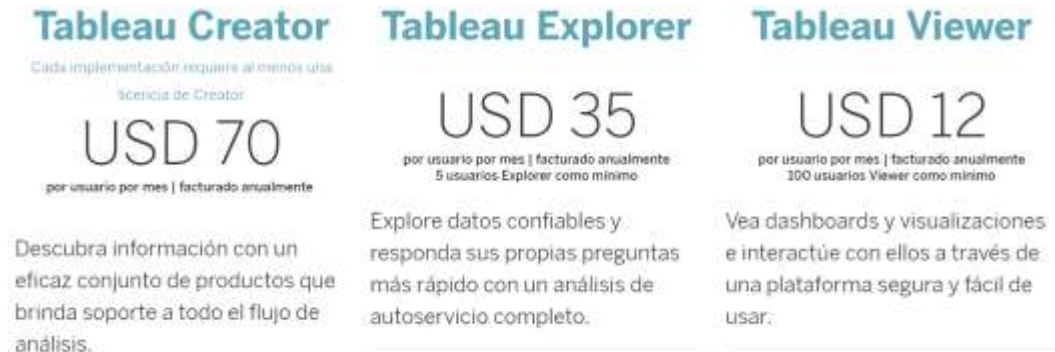 Tableau Creator
Cada implementación requiere al menos una
licencia de Creator
USD 70
por usuario por mes | facturado anualmente
Descubra información con un
eficaz conjunto de productos que
brinda soporte a todo el flujo de
análisis.
Tableau Explorer
USD 35
por usuario por mes | facturado anualmente
5 usuarios Explorer como mínimo
Explore datos confiables y
responda sus propias preguntas
más rápido con un análisis de
autoservicio completo.
Tableau Viewer
USD 12
por usuario por mes | facturado anualmente
100 usuarios Viewer como mínimo
Vea dashboards y visualizaciones
e interactúe con ellos a través de
una plataforma segura y fácil de
usar.